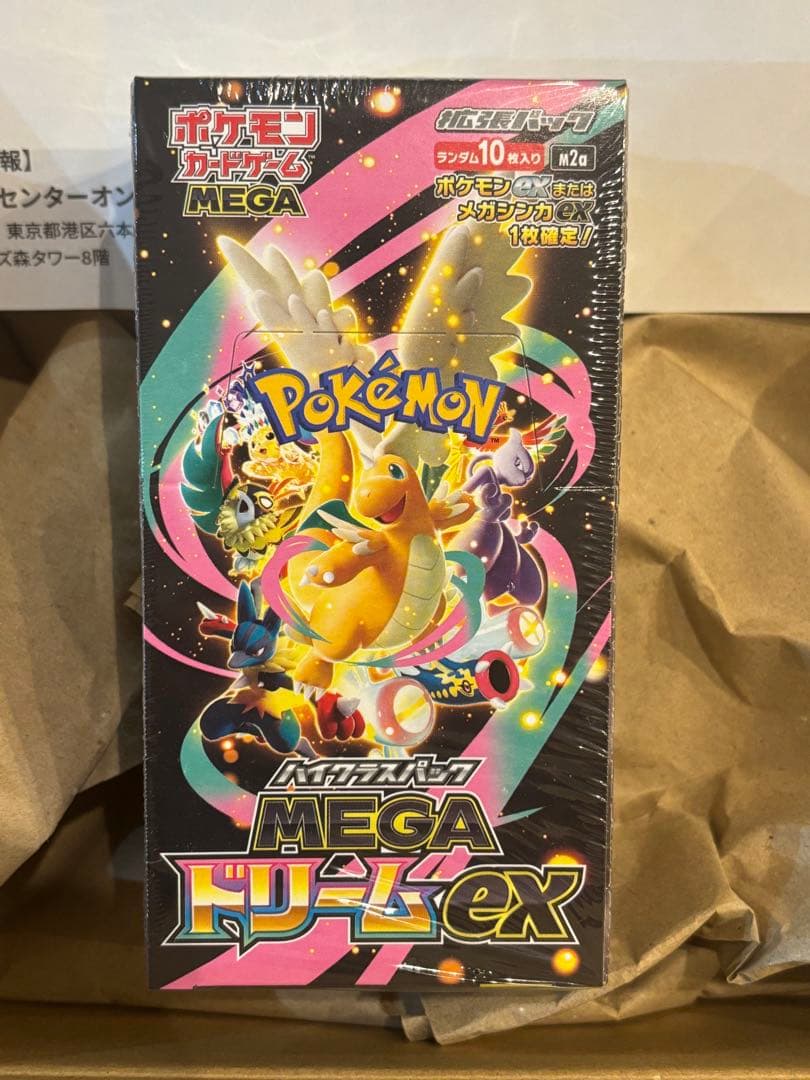 報】
センターオン
東京都港区六本
ズ森タワー8階
ポケモン
カードゲーム™
MEGA
拡張パック
ランダム10枚入り M2a
ポケモンexまたは
メガシンカex
1枚確定!
POKéMON™
ハイクラスパック
MEGA
ドリームex